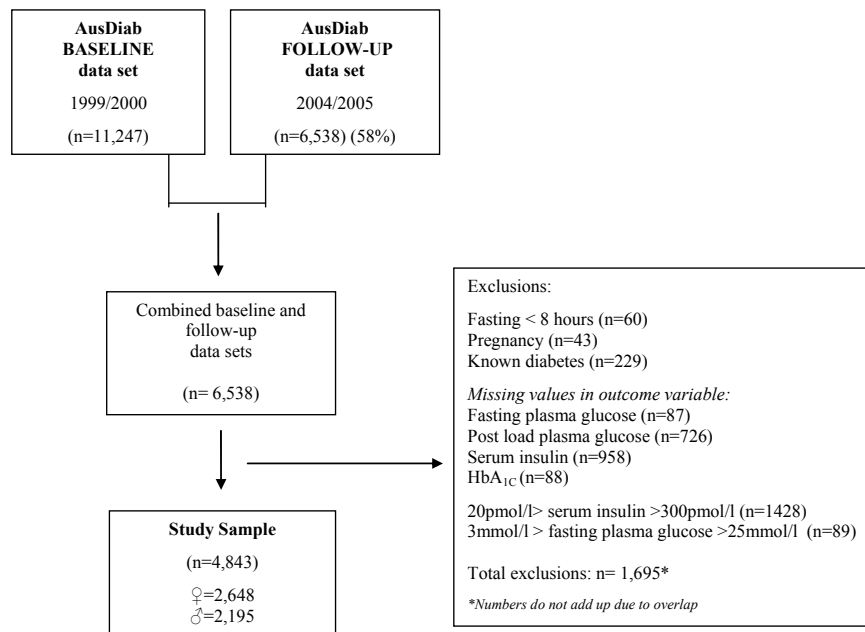 AusDiab
BASELINE
data set
1999/2000
(n=11,247)
AusDiab
FOLLOW-UP
data set
2004/2005
(n=6,538) (58%)
Combined baseline and
follow-up
data sets
(n= 6,538)
Exclusions:
Fasting < 8 hours (n=60)
Pregnancy (n=43)
Known diabetes (n=229)
Missing values in outcome variable:
Fasting plasma glucose (n=87)
Post load plasma glucose (n=726)
Serum insulin (n=958)
HbA1C (n=88)
20pmol/l> serum insulin >300pmol/l (n=1428)
3mmol/l > fasting plasma glucose >25mmol/l (n=89)
Total exclusions: n= 1,695*
*Numbers do not add up due to overlap
Study Sample
(n=4,843)
♀=2,648
♂=2,195